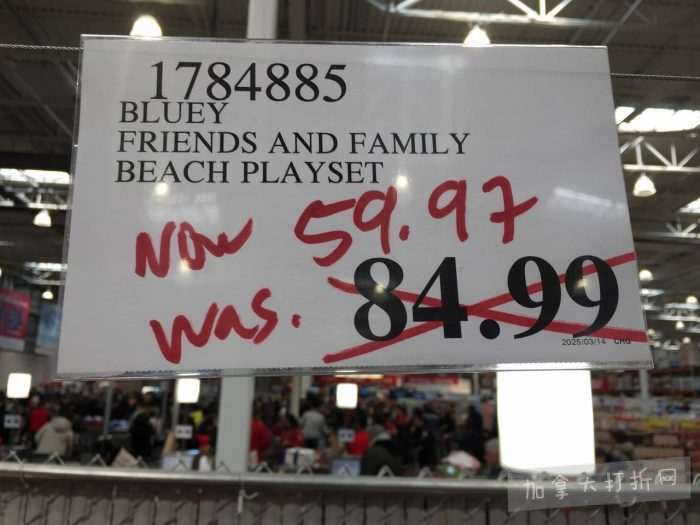 1784885
BLUEY
FRIENDS AND FAMILY
BEACH PLAYSET
Now 59.97
was. 84.99
2025/03/14 CHG
加拿大打折网